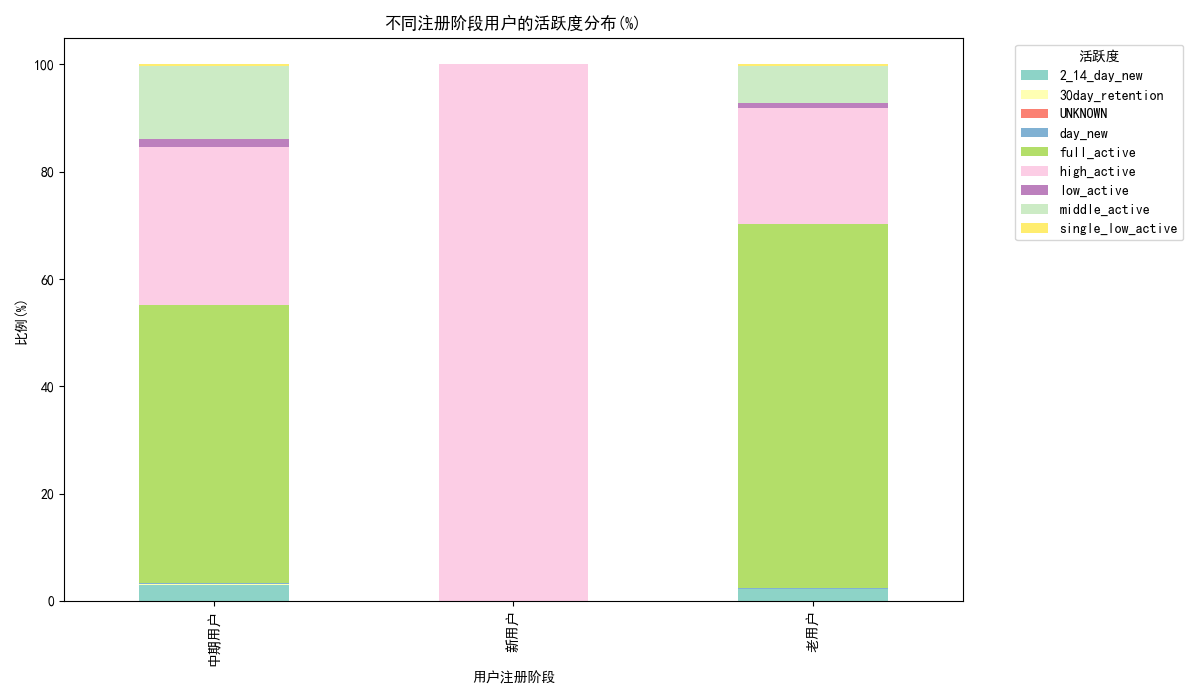 不同注册阶段用户的活跃度分布(%)
活跃度
2_14_day_new
30day_retention
UNKNOWN
day_new
full_active
high_active
low_active
middle_active
single_low_active
比例(%)
100
80
60
40
20
0
中期用户
新用户
老用户
用户注册阶段